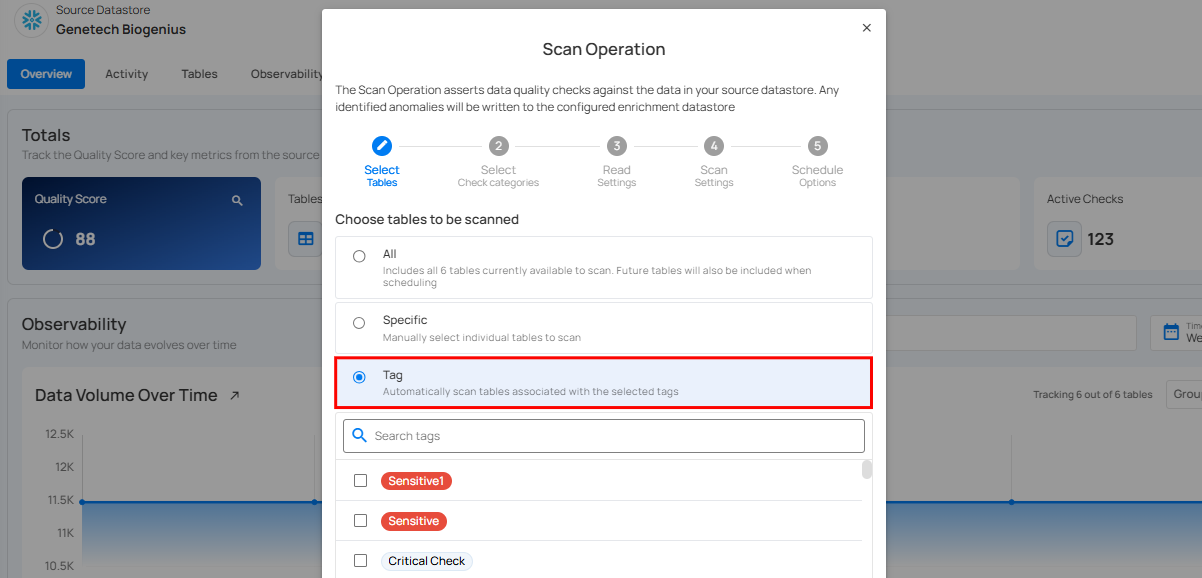 Source Datastore
Genetech Biogenius
Overview
Activity
Tables
Observability
Totals
Track the Quality Score and key metrics from the source
Quality Score
88
Tables
Active Checks
123
Observability
Monitor how your data evolves over time
Data Volume Over Time
Tracking 6 out of 6 tables
12.5K
12K
11.5K
11K
10.5K
Scan Operation
The Scan Operation asserts data quality checks against the data in your source datastore. Any
identified anomalies will be written to the configured enrichment datastore
2
3
4
5
Select
Tables
Select
Check categories
Read
Settings
Scan
Settings
Schedule
Options
Choose tables to be scanned
All
Includes all 6 tables currently available to scan. Future tables will also be included when
scheduling
Specific
Manually select individual tables to scan
Tag
Automatically scan tables associated with the selected tags
Search tags
Sensitive1
Sensitive
Critical Check